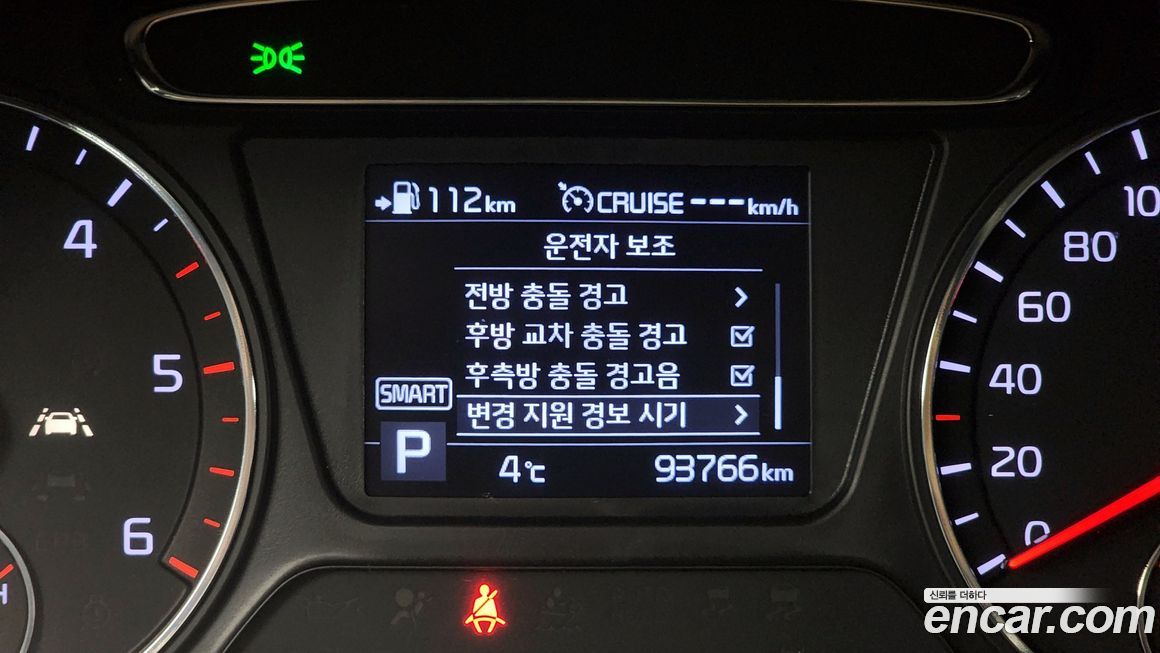 112km CRUISE ---km/h
운전자 보조
전방 충돌 경고
후방 교차 충돌 경고
후측방 충돌 경고음
변경 지원 경보 시기
SMART
P
4℃ 93766km
4
5
6
H
100
80
60
40
20
0
신뢰를 더하다
encar.com